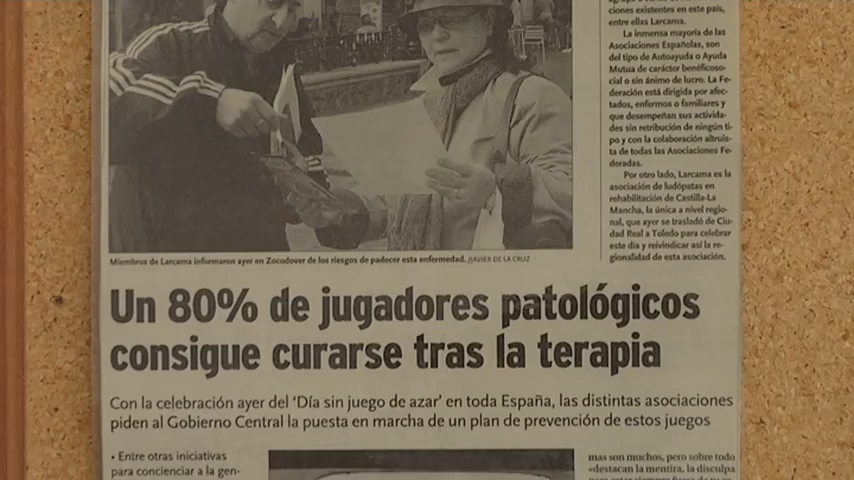 ciones existentes en este país,
entre ellas Larcama.
La inmensa mayoría de las
Asociaciones Españolas, son
del tipo de Autoayuda o Ayuda
Mutua de carácter benéficoso-
cial o sin ánimo de lucro. La Fe-
deración está dirigida por afec-
tados, enfermos o familiares y
que desempeñan sus activida-
des sin retribución de ningún ti-
po y con la colaboración altruis-
ta de todas las Asociaciones Fe-
deradas.
Por otro lado, Larcama es la
asociación de ludópatas en
rehabilitación de Castilla-La
Mancha, la única a nivel regio-
nal, que ayer se trasladó de Ciu-
dad Real a Toledo para celebrar
este día y reivindicar así la re-
gionalidad de esta asociación.
Miembros de Larcama informaron ayer en Zocodover de los riesgos de padecer esta enfermedad. /JAVIER DE LA CRUZ
Un 80% de jugadores patológicos
consigue curarse tras la terapia
Con la celebración ayer del 'Día sin juego de azar' en toda España, las distintas asociaciones
piden al Gobierno Central la puesta en marcha de un plan de prevención de estos juegos
• Entre otras iniciativas
para concienciar a la gen-
mas son muchos, pero sobre todo
«destacan la mentira, la disculpa